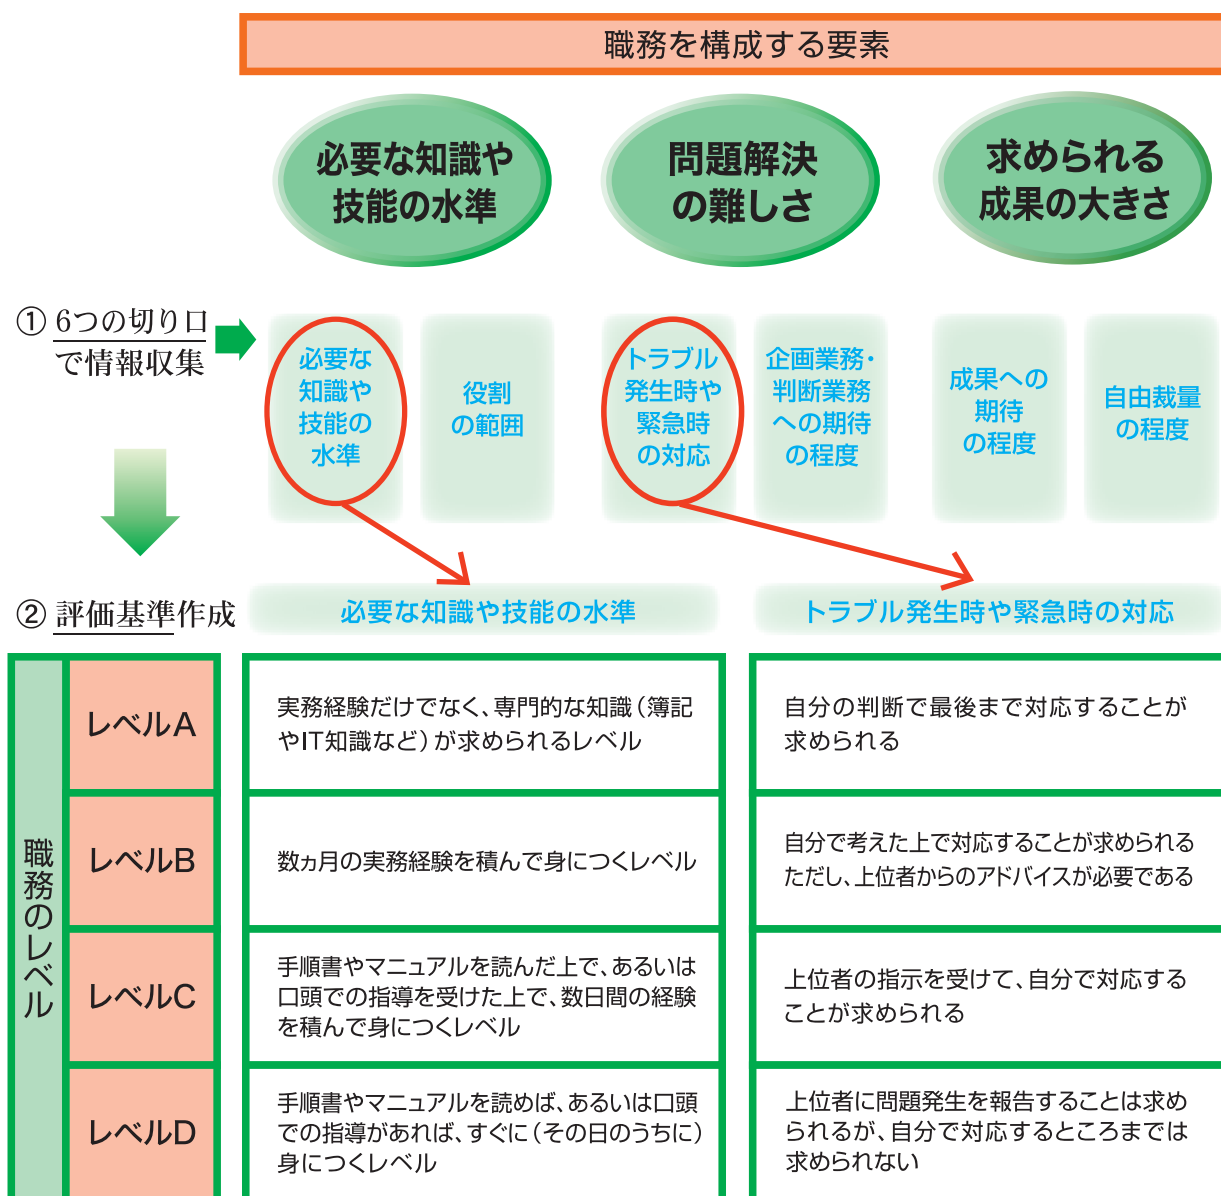 職務を構成する要素
必要な知識や
技能の水準
問題解決
の難しさ
求められる
成果の大きさ
① 6つの切り口
で情報収集
必要な
知識や
技能の
水準
役割
の範囲
トラブル
発生時や
緊急時
の対応
企画業務・
判断業務
への期待
の程度
成果への
期待
の程度
自由裁量
の程度
② 評価基準作成
必要な知識や技能の水準
トラブル発生時や緊急時の対応
職務のレベル
レベルA
実務経験だけでなく、専門的な知識（簿記
やIT知識など）が求められるレベル
自分の判断で最後まで対応することが
求められる
レベルB
数ヵ月の実務経験を積んで身につくレベル
自分で考えた上で対応することが求められる
ただし、上位者からのアドバイスが必要である
レベルC
手順書やマニュアルを読んだ上で、あるいは
口頭での指導を受けた上で、数日間の経験
を積んで身につくレベル
上位者の指示を受けて、自分で対応する
ことが求められる
レベルD
手順書やマニュアルを読めば、あるいは口頭
での指導があれば、すぐに（その日のうちに）
身につくレベル
上位者に問題発生を報告することは求め
られるが、自分で対応するところまでは
求められない